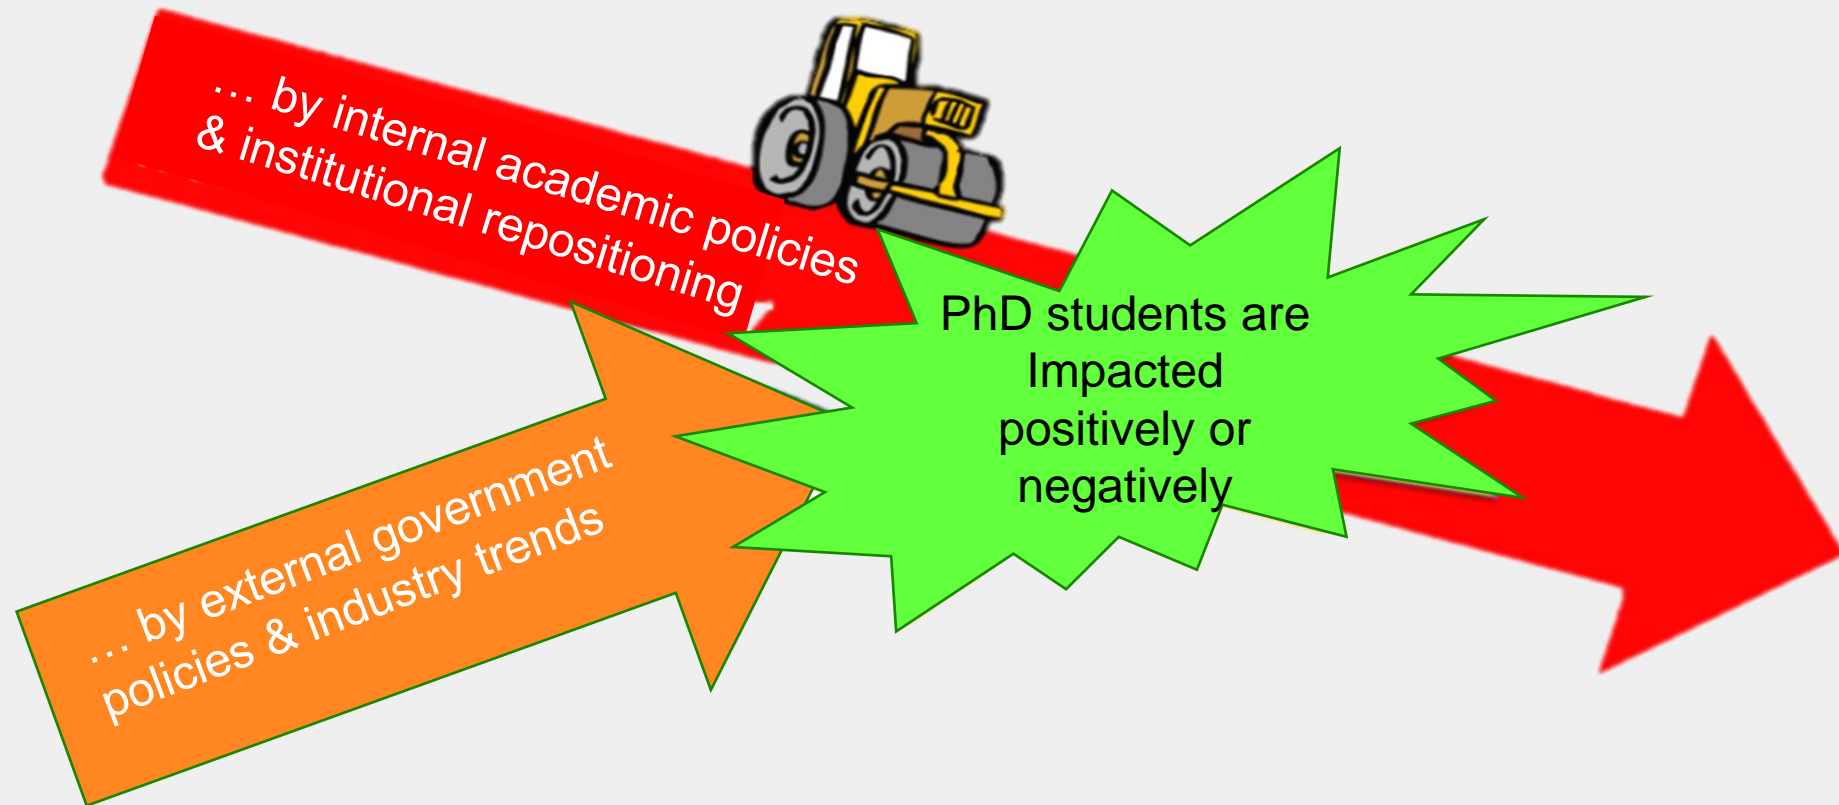 … by internal academic policies
& institutional repositioning
PhD students are
Impacted
positively or
negatively
… by external government
policies & industry trends